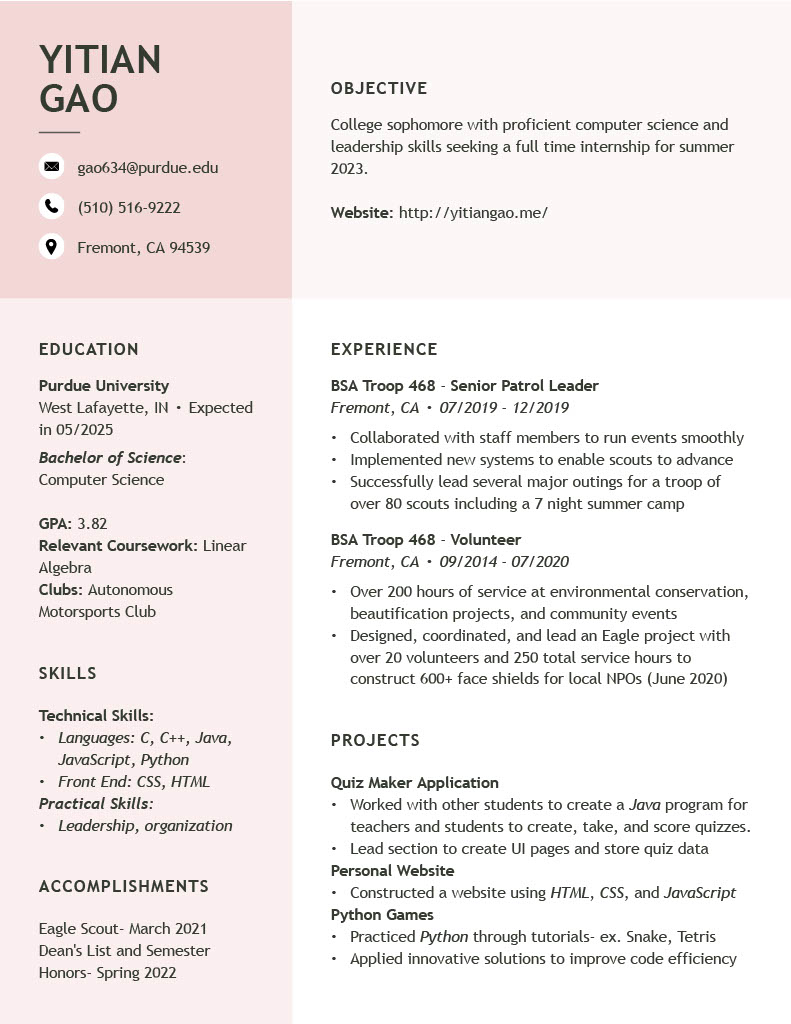 YITIAN
GAO
gao634@purdue.edu
(510) 516-9222
Fremont, CA 94539
OBJECTIVE
College sophomore with proficient computer science and
leadership skills seeking a full time internship for summer
2023.
Website: http://yitiangao.me/
EDUCATION
Purdue University
West Lafayette, IN • Expected
in 05/2025
Bachelor of Science:
Computer Science
GPA: 3.82
Relevant Coursework: Linear
Algebra
Clubs: Autonomous
Motorsports Club
SKILLS
Technical Skills:
• Languages: C, C++, Java,
JavaScript, Python
• Front End: CSS, HTML
Practical Skills:
• Leadership, organization
ACCOMPLISHMENTS
Eagle Scout- March 2021
Dean's List and Semester
Honors- Spring 2022
EXPERIENCE
BSA Troop 468 - Senior Patrol Leader
Fremont, CA • 07/2019 - 12/2019
• Collaborated with staff members to run events smoothly
• Implemented new systems to enable scouts to advance
• Successfully lead several major outings for a troop of
over 80 scouts including a 7 night summer camp
BSA Troop 468 - Volunteer
Fremont, CA • 09/2014 - 07/2020
• Over 200 hours of service at environmental conservation,
beautification projects, and community events
• Designed, coordinated, and lead an Eagle project with
over 20 volunteers and 250 total service hours to
construct 600+ face shields for local NPOs (June 2020)
PROJECTS
Quiz Maker Application
• Worked with other students to create a Java program for
teachers and students to create, take, and score quizzes.
• Lead section to create UI pages and store quiz data
Personal Website
• Constructed a website using HTML, CSS, and JavaScript
Python Games
• Practiced Python through tutorials- ex. Snake, Tetris
• Applied innovative solutions to improve code efficiency